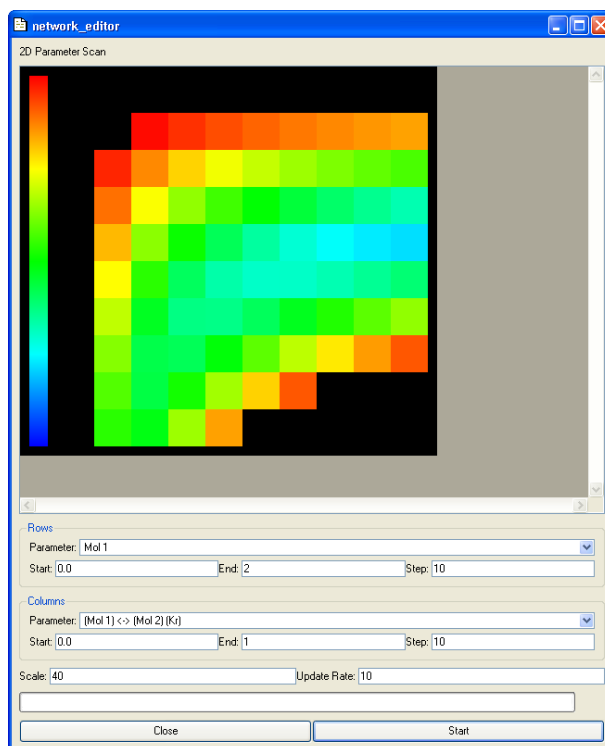 network_editor
2D Parameter Scan
Rows
Parameter: Mol 1
Start: 0.0 End: 2 Step: 10
Columns
Parameter: (Mol 1) <-> (Mol 2) (Kr)
Start: 0.0 End: 1 Step: 10
Scale: 40 Update Rate: 10
Close Start